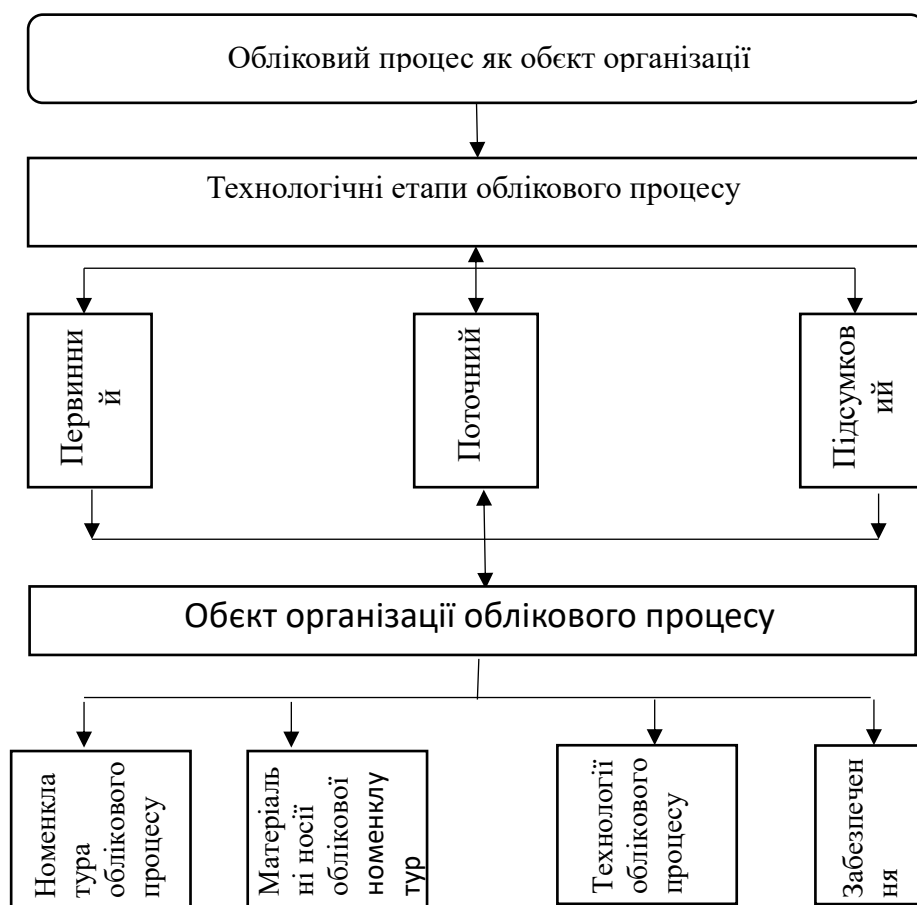 Обліковий процес як обєкт організації
Технологічні етапи облікового процесу
Первинни
й
Поточний
Підсумков
ий
Обєкт організації облікового процесу
Номенкла
тура
облікового
процесу
Матеріаль
ні носії
облікової
номенклу
тур
Технології
облікового
процесу
Забезпечен
ня